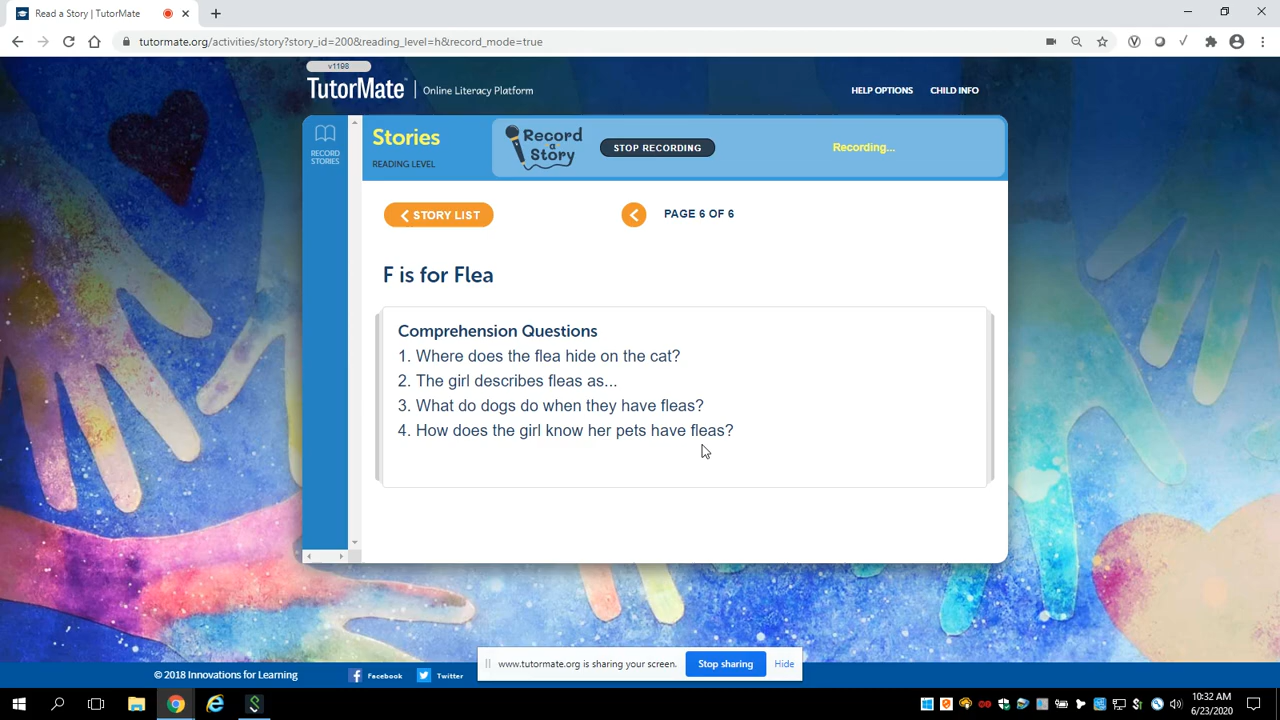 Read a Story | TutorMate
tutormate.org/activities/story?story_id=200&reading_level=h&record_mode=true
v1198
TutorMate
Online Literacy Platform
HELP OPTIONS
CHILD INFO
RECORD
STORIES
Stories
READING LEVEL
Record
a
Story
STOP RECORDING
Recording...
STORY LIST
PAGE 6 OF 6
F is for Flea
Comprehension Questions
1. Where does the flea hide on the cat?
2. The girl describes fleas as...
3. What do dogs do when they have fleas?
4. How does the girl know her pets have fleas?
© 2018 Innovations for Learning
Facebook
Twitter
www.tutormate.org is sharing your screen.
Stop sharing
Hide
10:32 AM
6/23/2020